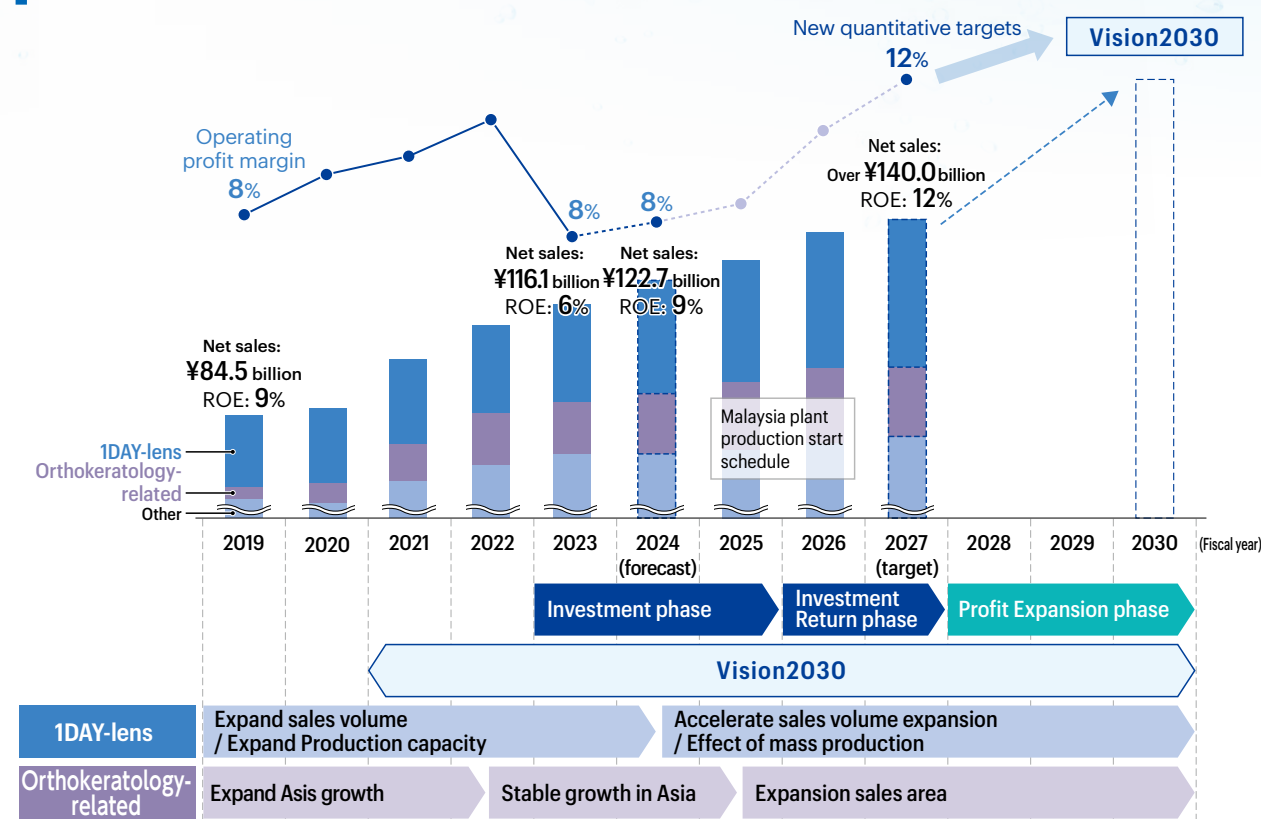 New quantitative targets
12%
Vision2030
Operating
profit margin
8%
8%
8%
Net sales:
Over ¥140.0 billion
ROE: 12%
Net sales:
¥116.1 billion
ROE: 6%
Net sales:
¥122.7 billion
ROE: 9%
Net sales:
¥84.5 billion
ROE: 9%
1DAY-lens
Orthokeratology-
related
Other
Malaysia plant
production start
schedule
2019
2020
2021
2022
2023
2024
(forecast)
2025
2026
2027
(target)
2028
2029
2030
(Fiscal year)
Investment phase
Investment
Return phase
Profit Expansion phase
Vision2030
1DAY-lens
Expand sales volume
/ Expand Production capacity
Accelerate sales volume expansion
/ Effect of mass production
Orthokeratology-
related
Expand Asis growth
Stable growth in Asia
Expansion sales area